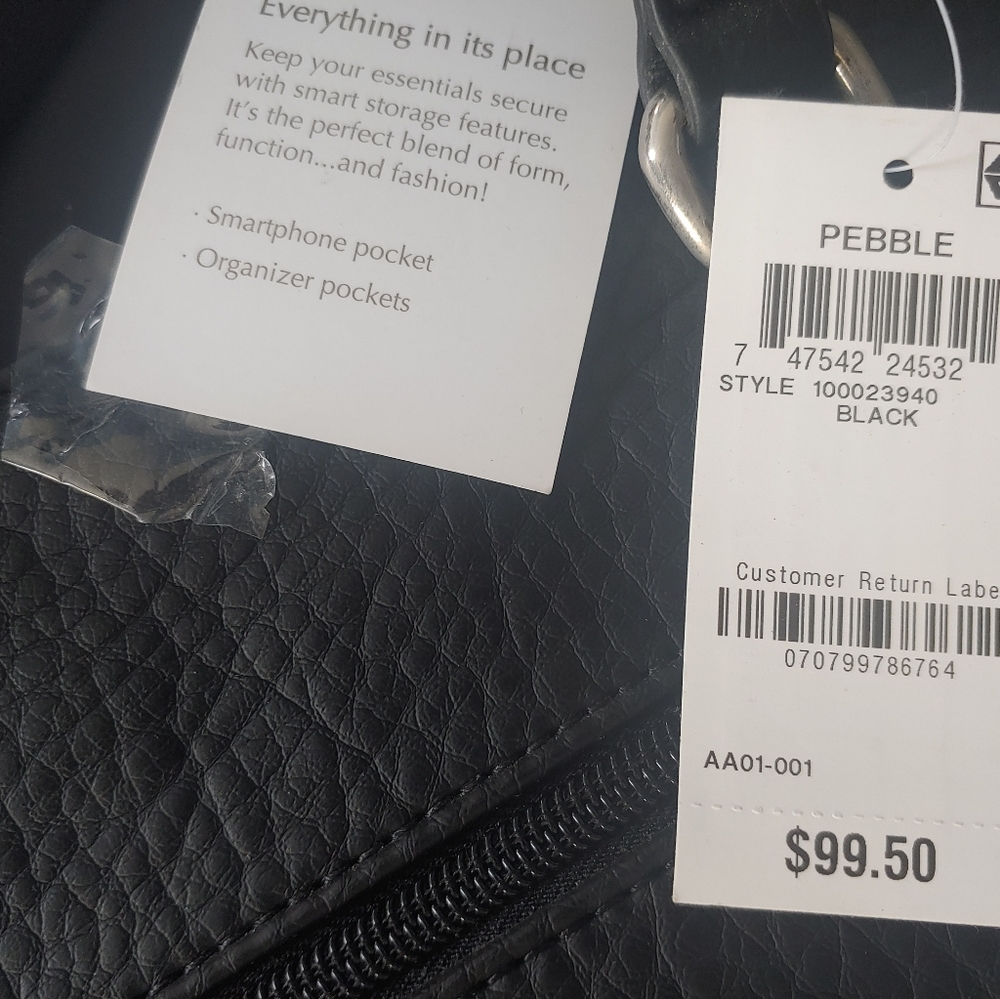 Everything in its place
Keep your essentials secure
with smart storage features.
It's the perfect blend of form,
function...and fashion!
· Smartphone pocket
· Organizer pockets
PEBBLE
7 47542 24532
STYLE 100023940
BLACK
Customer Return Labe
070799786764
AA01-001
$99.50